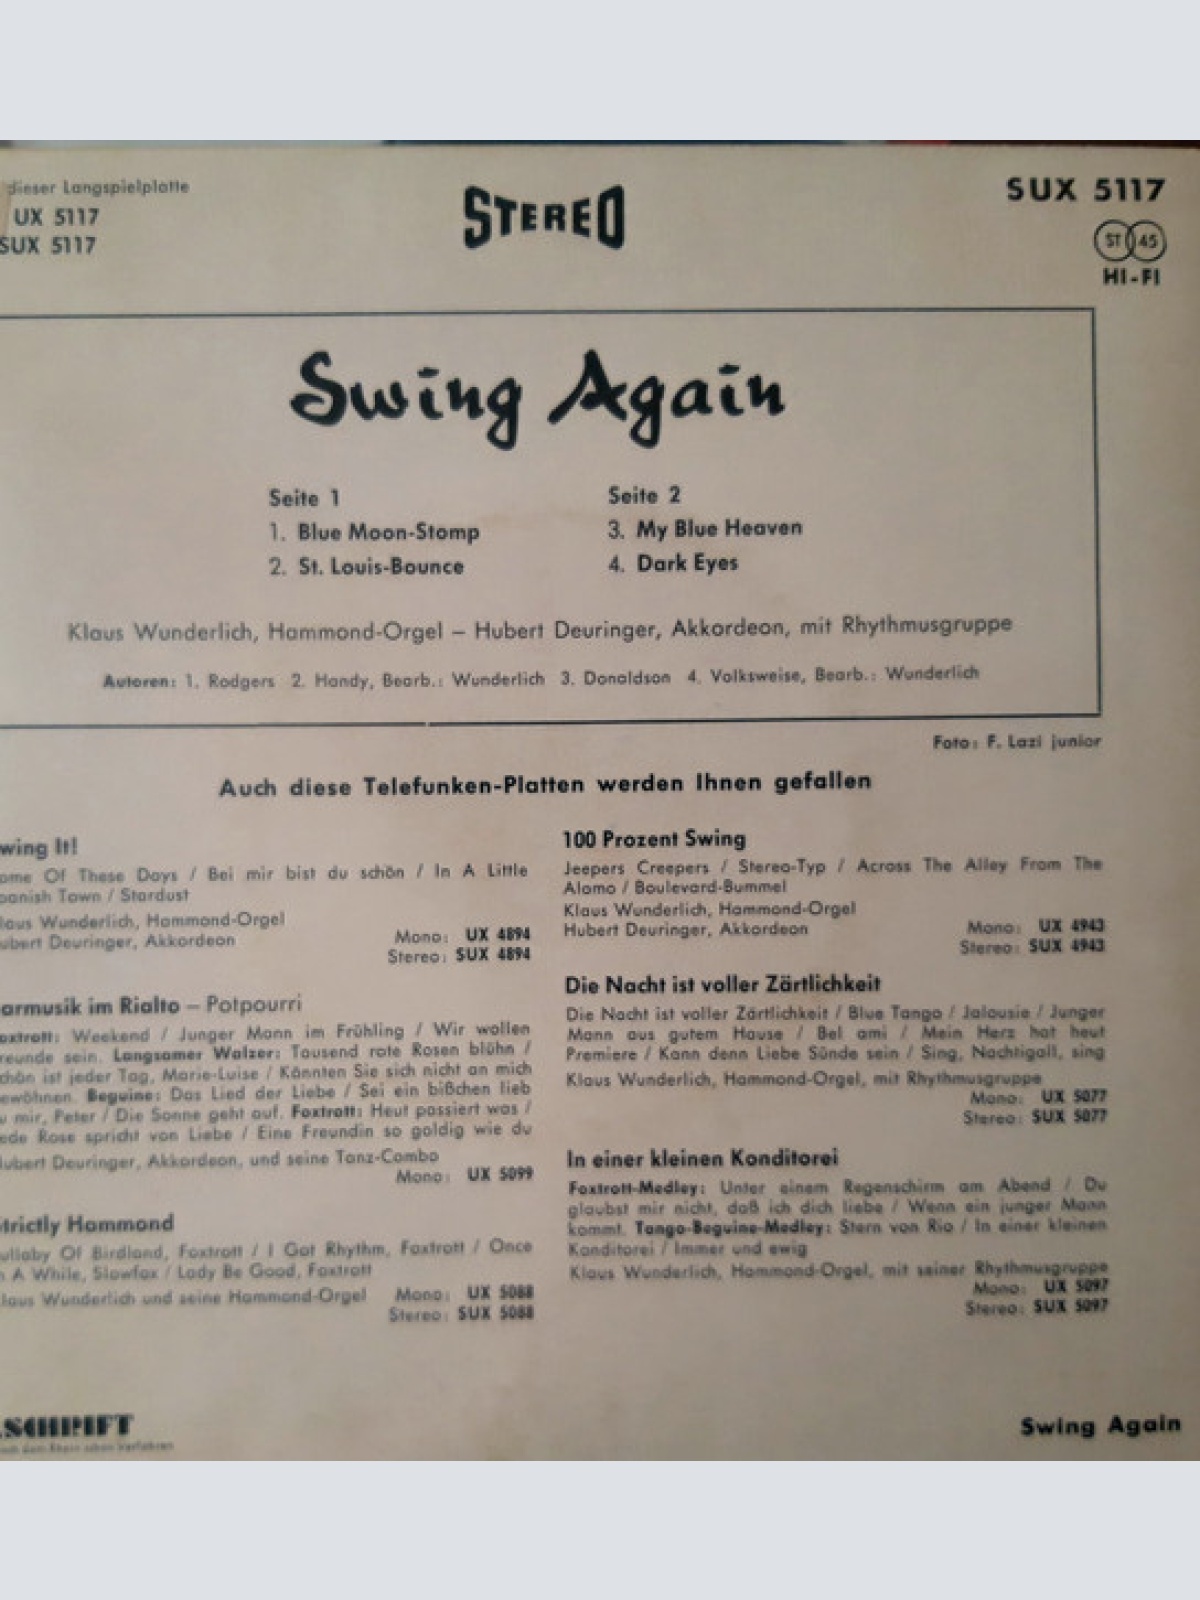 dieser Langspielplatte
UX 5117
SUX 5117
STEREO
SUX 5117
ST 45
HI-FI
Swing Again
Seite 1
1. Blue Moon-Stomp
2. St. Louis-Bounce
Seite 2
3. My Blue Heaven
4. Dark Eyes
Klaus Wunderlich, Hammond-Orgel – Hubert Deuringer, Akkordeon, mit Rhythmusgruppe
Autoren: 1. Rodgers 2. Handy, Bearb.: Wunderlich 3. Donaldson 4. Volksweise, Bearb.: Wunderlich
Foto: F. Lazi junior
Auch diese Telefunken-Platten werden Ihnen gefallen
wing It!
ome Of These Days / Bei mir bist du schön / In A Little
panish Town / Stardust
laus Wunderlich, Hammond-Orgel
ubert Deuringer, Akkordeon
Mono: UX 4894
Stereo: SUX 4894
armusik im Rialto – Potpourri
oxtrott: Weekend / Junger Mann im Frühling / Wir wollen
reunde sein. Langsamer Walzer: Tausend rote Rosen blühn /
chön ist jeder Tag, Marie-Luise / Könnten Sie sich nicht an mich
ewöhnen. Beguine: Das Lied der Liebe / Sei ein bißchen lieb
u mir, Peter / Die Sonne geht auf. Foxtrott: Heut passiert was /
ede Rose spricht von Liebe / Eine Freundin so goldig wie du
ubert Deuringer, Akkordeon, und seine Tanz-Combo
Mono: UX 5099
trictly Hammond
ullaby Of Birdland, Foxtrott / I Got Rhythm, Foxtrott / Once
n A While, Slowfox / Lady Be Good, Foxtrott
laus Wunderlich und seine Hammond-Orgel
Mono: UX 5088
Stereo: SUX 5088
100 Prozent Swing
Jeepers Creepers / Stereo-Typ / Across The Alley From The
Alamo / Boulevard-Bummel
Klaus Wunderlich, Hammond-Orgel
Hubert Deuringer, Akkordeon
Mono: UX 4943
Stereo: SUX 4943
Die Nacht ist voller Zärtlichkeit
Die Nacht ist voller Zärtlichkeit / Blue Tango / Jalousie / Junger
Mann aus gutem Hause / Bel ami / Mein Herz hat heut
Premiere / Kann denn Liebe Sünde sein / Sing, Nachtigall, sing
Klaus Wunderlich, Hammond-Orgel, mit Rhythmusgruppe
Mono: UX 5077
Stereo: SUX 5077
In einer kleinen Konditorei
Foxtrott-Medley: Unter einem Regenschirm am Abend / Du
glaubst mir nicht, daß ich dich liebe / Wenn ein junger Mann
kommt. Tango-Beguine-Medley: Stern von Rio / In einer kleinen
Konditorei / Immer und ewig
Klaus Wunderlich, Hammond-Orgel, mit seiner Rhythmusgruppe
Mono: UX 5097
Stereo: SUX 5097
SCHRIFT
Verfahren
Swing Again